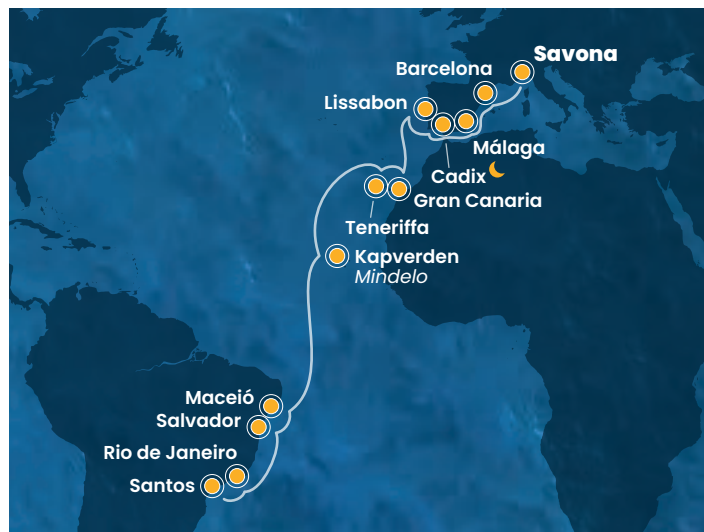 Savona
Barcelona
Lissabon
Málaga
Cadix
Gran Canaria
Teneriffa
Kapverden
Mindelo
Maceió
Salvador
Rio de Janeiro
Santos